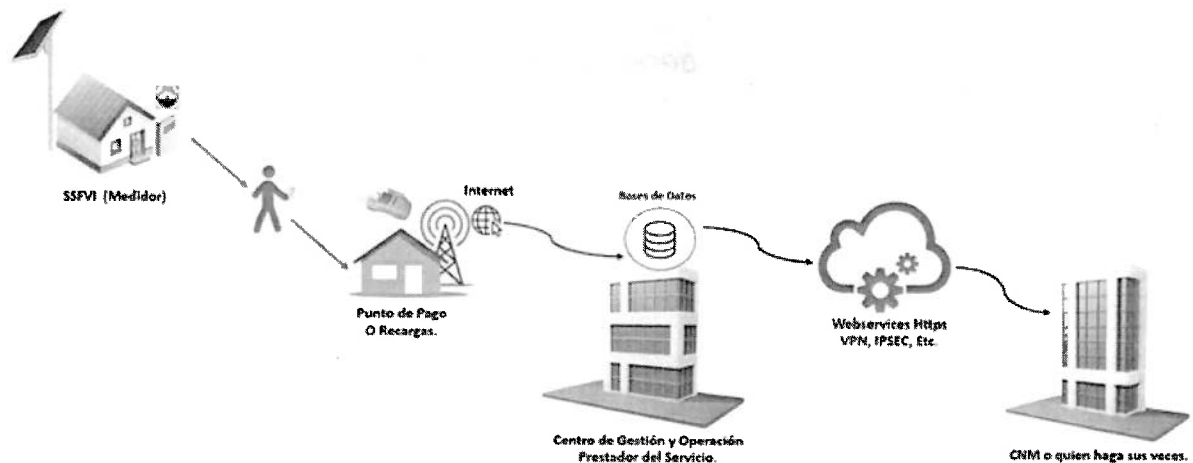 SSFVI (Medidor)
Internet
Punto de Pago
O Recargas.
Bases de Datos
Centro de Gestión y Operación
Prestador del Servicio.
Webservices Https
VPN, IPSEC, Etc.
CNM o quien haga sus veces.